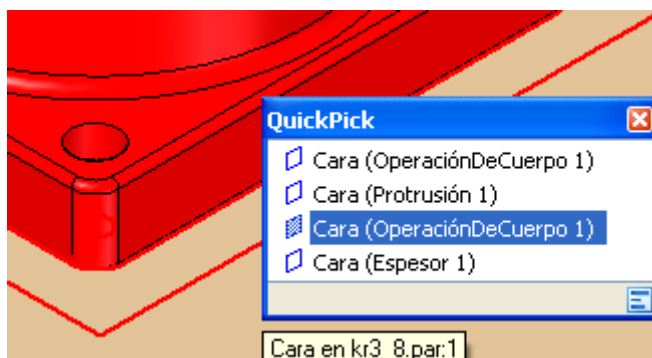 QuickPick
Cara (OperaciónDeCuerpo 1)
Cara (Protrusión 1)
Cara (OperaciónDeCuerpo 1)
Cara (Espesor 1)
Cara en kr3_8.par:1